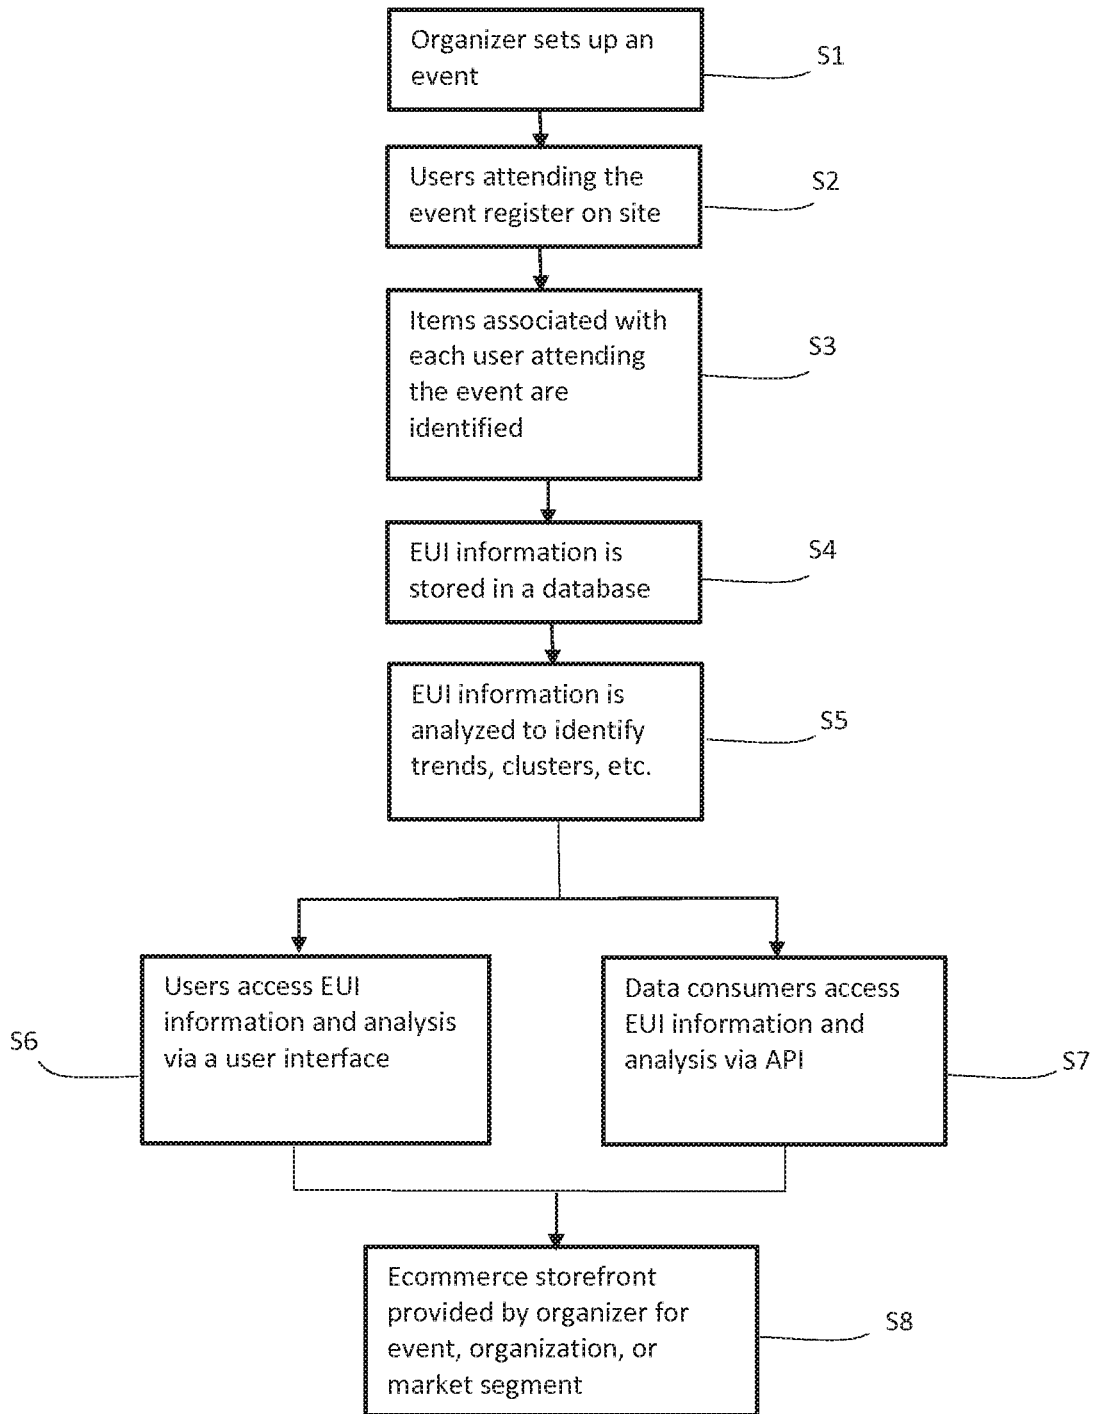 Organizer sets up an
event
S1
Users attending the
event register on site
S2
Items associated with
each user attending
the event are
identified
S3
EUI information is
stored in a database
S4
EUI information is
analyzed to identify
trends, clusters, etc.
S5
Users access EUI
information and analysis
via a user interface
S6
Data consumers access
EUI information and
analysis via API
S7
Ecommerce storefront
provided by organizer for
event, organization, or
market segment
S8